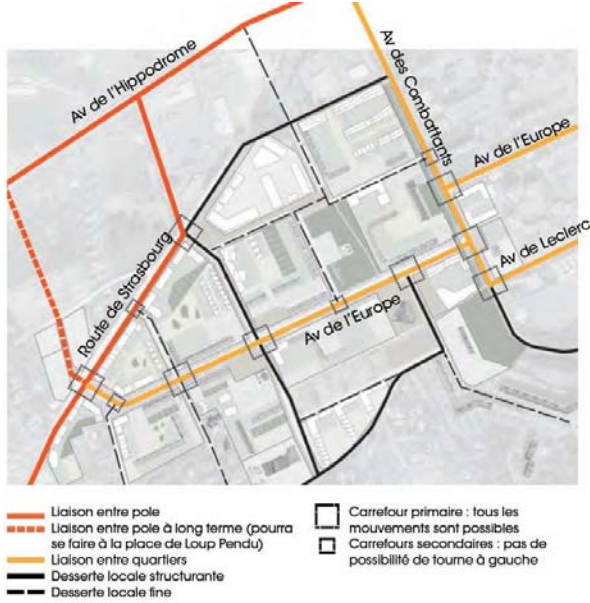 Av de l'Hippodrome
Av des Combattants
Av de l'Europe
Route de Strasbourg
Av de Leclerc
Av de l'Europe
Liaison entre pole
Liaison entre pole à long terme (pourra
se faire à la place de Loup Pendu)
Liaison entre quartiers
Desserte locale structurante
Desserte locale fine
Carrefour primaire : tous les
mouvements sont possibles
Carrefours secondaires : pas de
possibilité de tourne à gauche